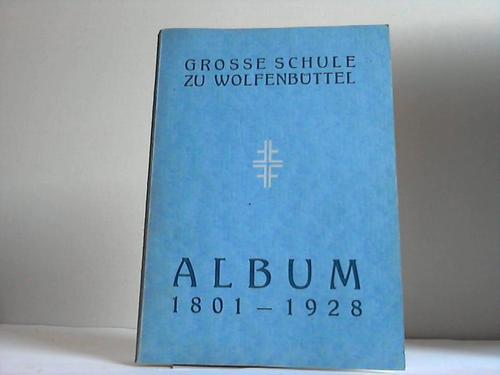 GROSSE SCHULE
ZU WOLFENBÜTTEL
ALBUM
1801 – 1928